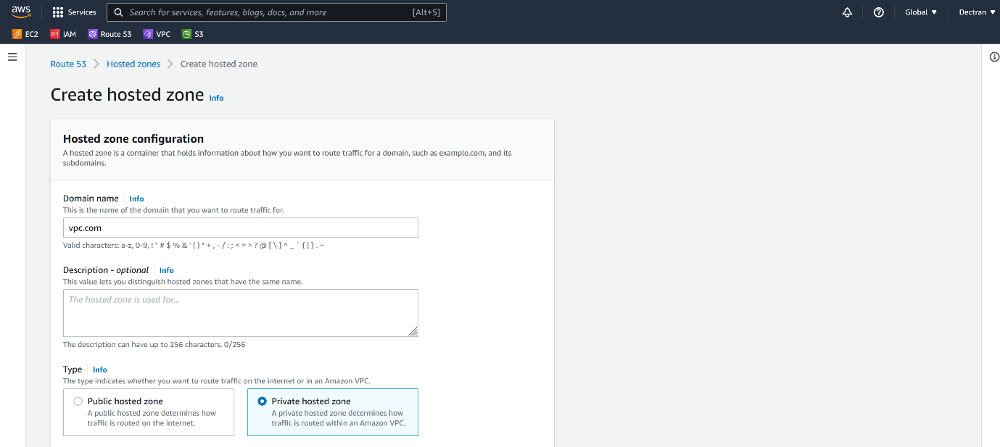 aws Services Search for services, features, blogs, docs, and more [Alt+S] Global ▼ Dectran ▼
EC2 IAM Route 53 VPC S3
Route 53 > Hosted zones > Create hosted zone
Create hosted zone Info
Hosted zone configuration
A hosted zone is a container that holds information about how you want to route traffic for a domain, such as example.com, and its
subdomains.
Domain name Info
This is the name of the domain that you want to route traffic for.
vpc.com
Valid characters: a-z, 0-9, ! " # $ % & ' ( ) * + , - / : ; < = > ? @ [ \ ] ^ _ ` { | } . ~
Description - optional Info
This value lets you distinguish hosted zones that have the same name.
The hosted zone is used for...
The description can have up to 256 characters. 0/256
Type Info
The type indicates whether you want to route traffic on the internet or in an Amazon VPC.
Public hosted zone
A public hosted zone determines how
traffic is routed on the internet.
Private hosted zone
A private hosted zone determines how
traffic is routed within an Amazon VPC.